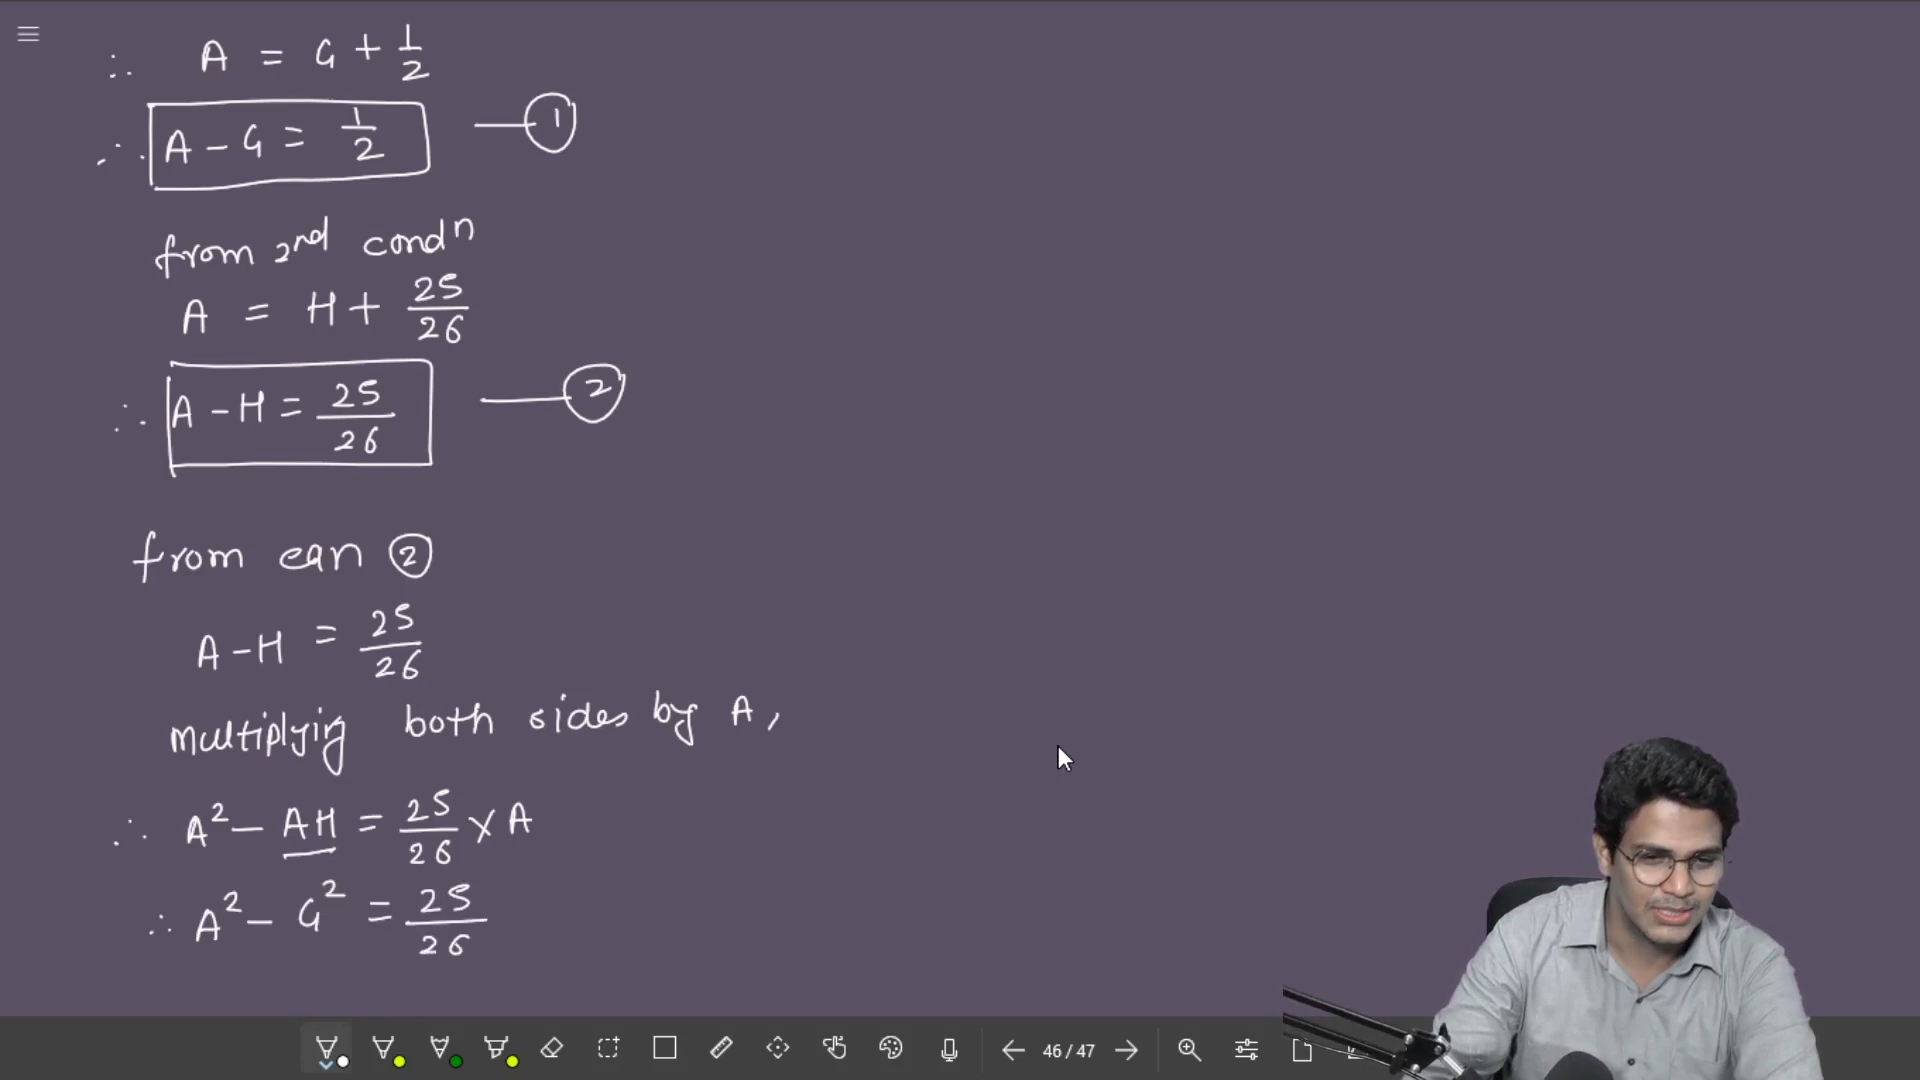 ∴ A = G + 1/2
∴ A - G = 1/2 — 1
from 2nd condn
A = H + 25/26
∴ A - H = 25/26 — 2
from eqn 2
A - H = 25/26
multiplying both sides by A,
∴ A² - AH = 25/26 × A
∴ A² - G² = 25/26
46 / 47